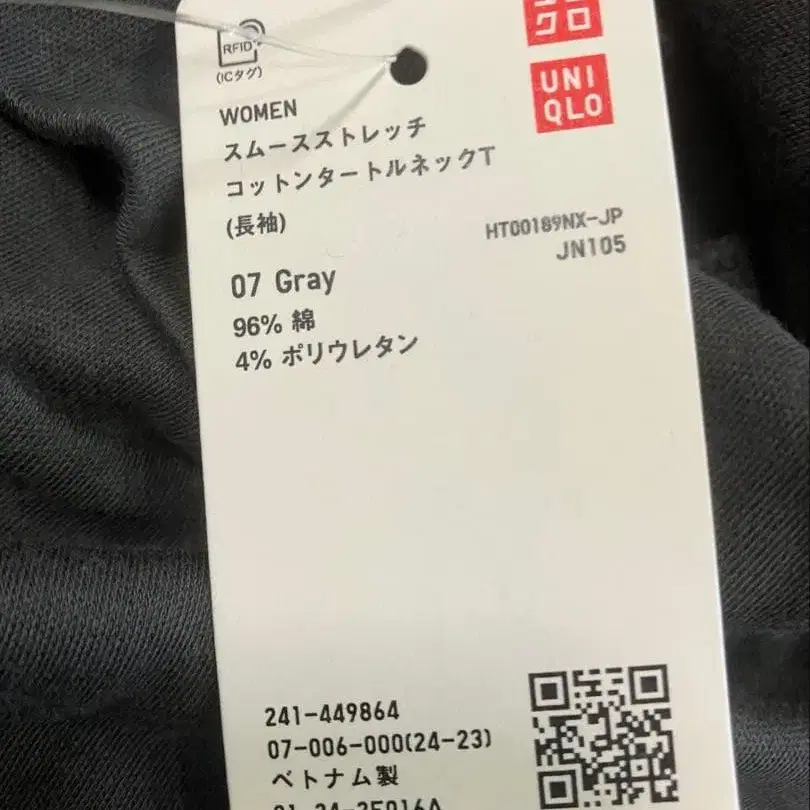 RFID
(ICタグ)
クロ
UNI
QLO
WOMEN
スムースストレッチ
コットンタートルネックT
(長袖)
HT00189NX-JP
JN105
07 Gray
96% 綿
4% ポリウレタン
241-449864
07-006-000(24-23)
ベトナム製